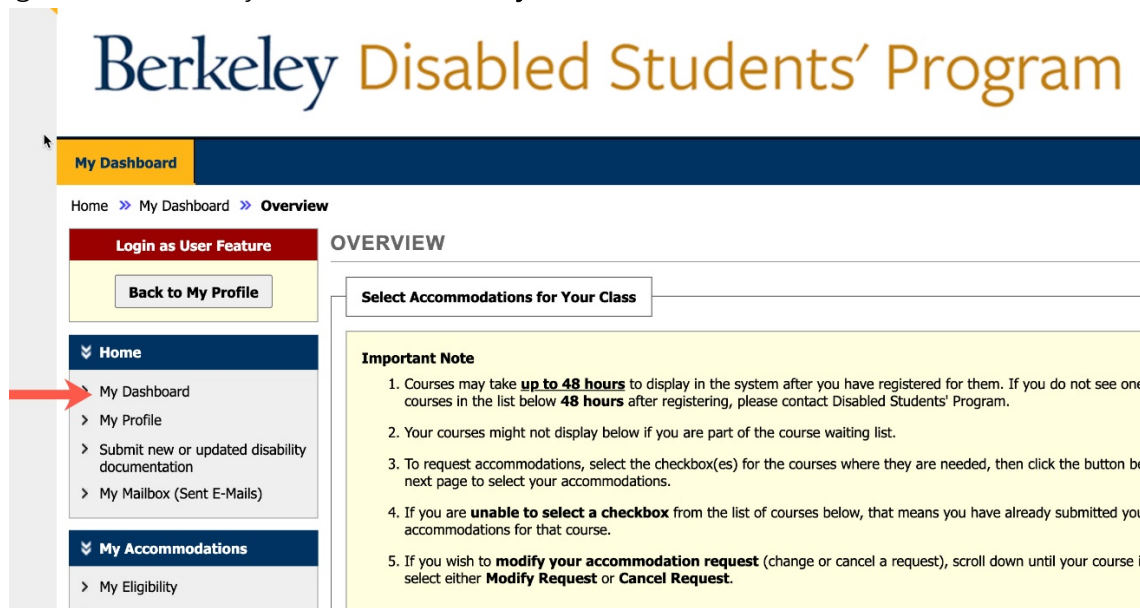 Berkeley Disabled Students' Program
My Dashboard
Home » My Dashboard » Overview
Login as User Feature
Back to My Profile
Home
> My Dashboard
> My Profile
> Submit new or updated disability
documentation
> My Mailbox (Sent E-Mails)
My Accommodations
> My Eligibility
OVERVIEW
Select Accommodations for Your Class
Important Note
1. Courses may take up to 48 hours to display in the system after you have registered for them. If you do not see one
courses in the list below 48 hours after registering, please contact Disabled Students' Program.
2. Your courses might not display below if you are part of the course waiting list.
3. To request accommodations, select the checkbox(es) for the courses where they are needed, then click the button be
next page to select your accommodations.
4. If you are unable to select a checkbox from the list of courses below, that means you have already submitted you
accommodations for that course.
5. If you wish to modify your accommodation request (change or cancel a request), scroll down until your course i
select either Modify Request or Cancel Request.